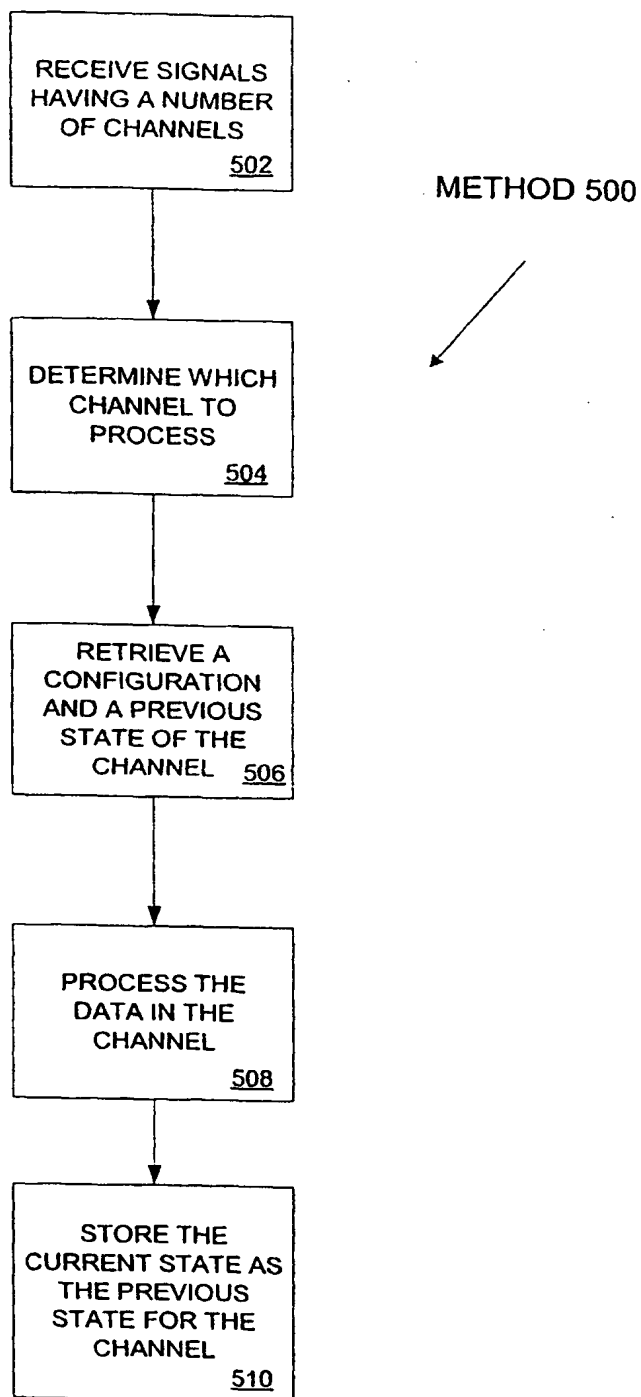 RECEIVE SIGNALS
HAVING A NUMBER
OF CHANNELS
502
METHOD 500
DETERMINE WHICH
CHANNEL TO
PROCESS
504
RETRIEVE A
CONFIGURATION
AND A PREVIOUS
STATE OF THE
CHANNEL 506
PROCESS THE
DATA IN THE
CHANNEL
508
STORE THE
CURRENT STATE AS
THE PREVIOUS
STATE FOR THE
CHANNEL
510